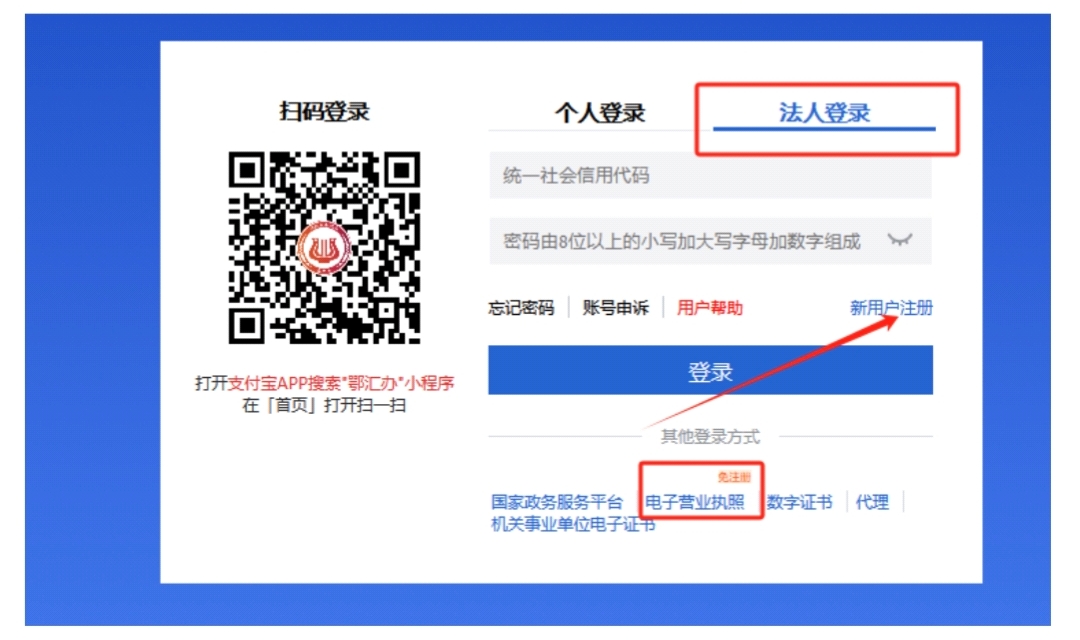 扫码登录
个人登录
法人登录
统一社会信用代码
密码由8位以上的小写加大写字母加数字组成
忘记密码
账号申诉
用户帮助
新用户注册
登录
打开支付宝APP搜索"鄂汇办"小程序
在「首页」打开扫一扫
其他登录方式
免注册
国家政务服务平台
电子营业执照
数字证书
代理
机关事业单位电子证书